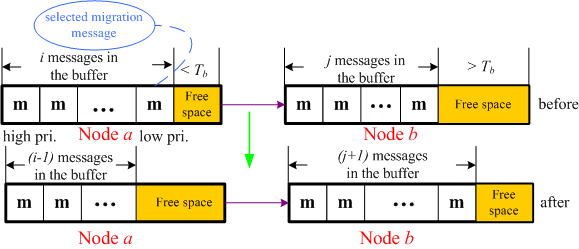 selected migration
message
i messages in
the buffer
< Tb
j messages in
the buffer
> Tb
m m ... m Free
space
m m ... m Free space
before
high pri. Node a low pri.
Node b
(i-1) messages
in the buffer
(j+1) messages
in the buffer
m m ... Free space
m m ... m Free
space
after
Node a
Node b